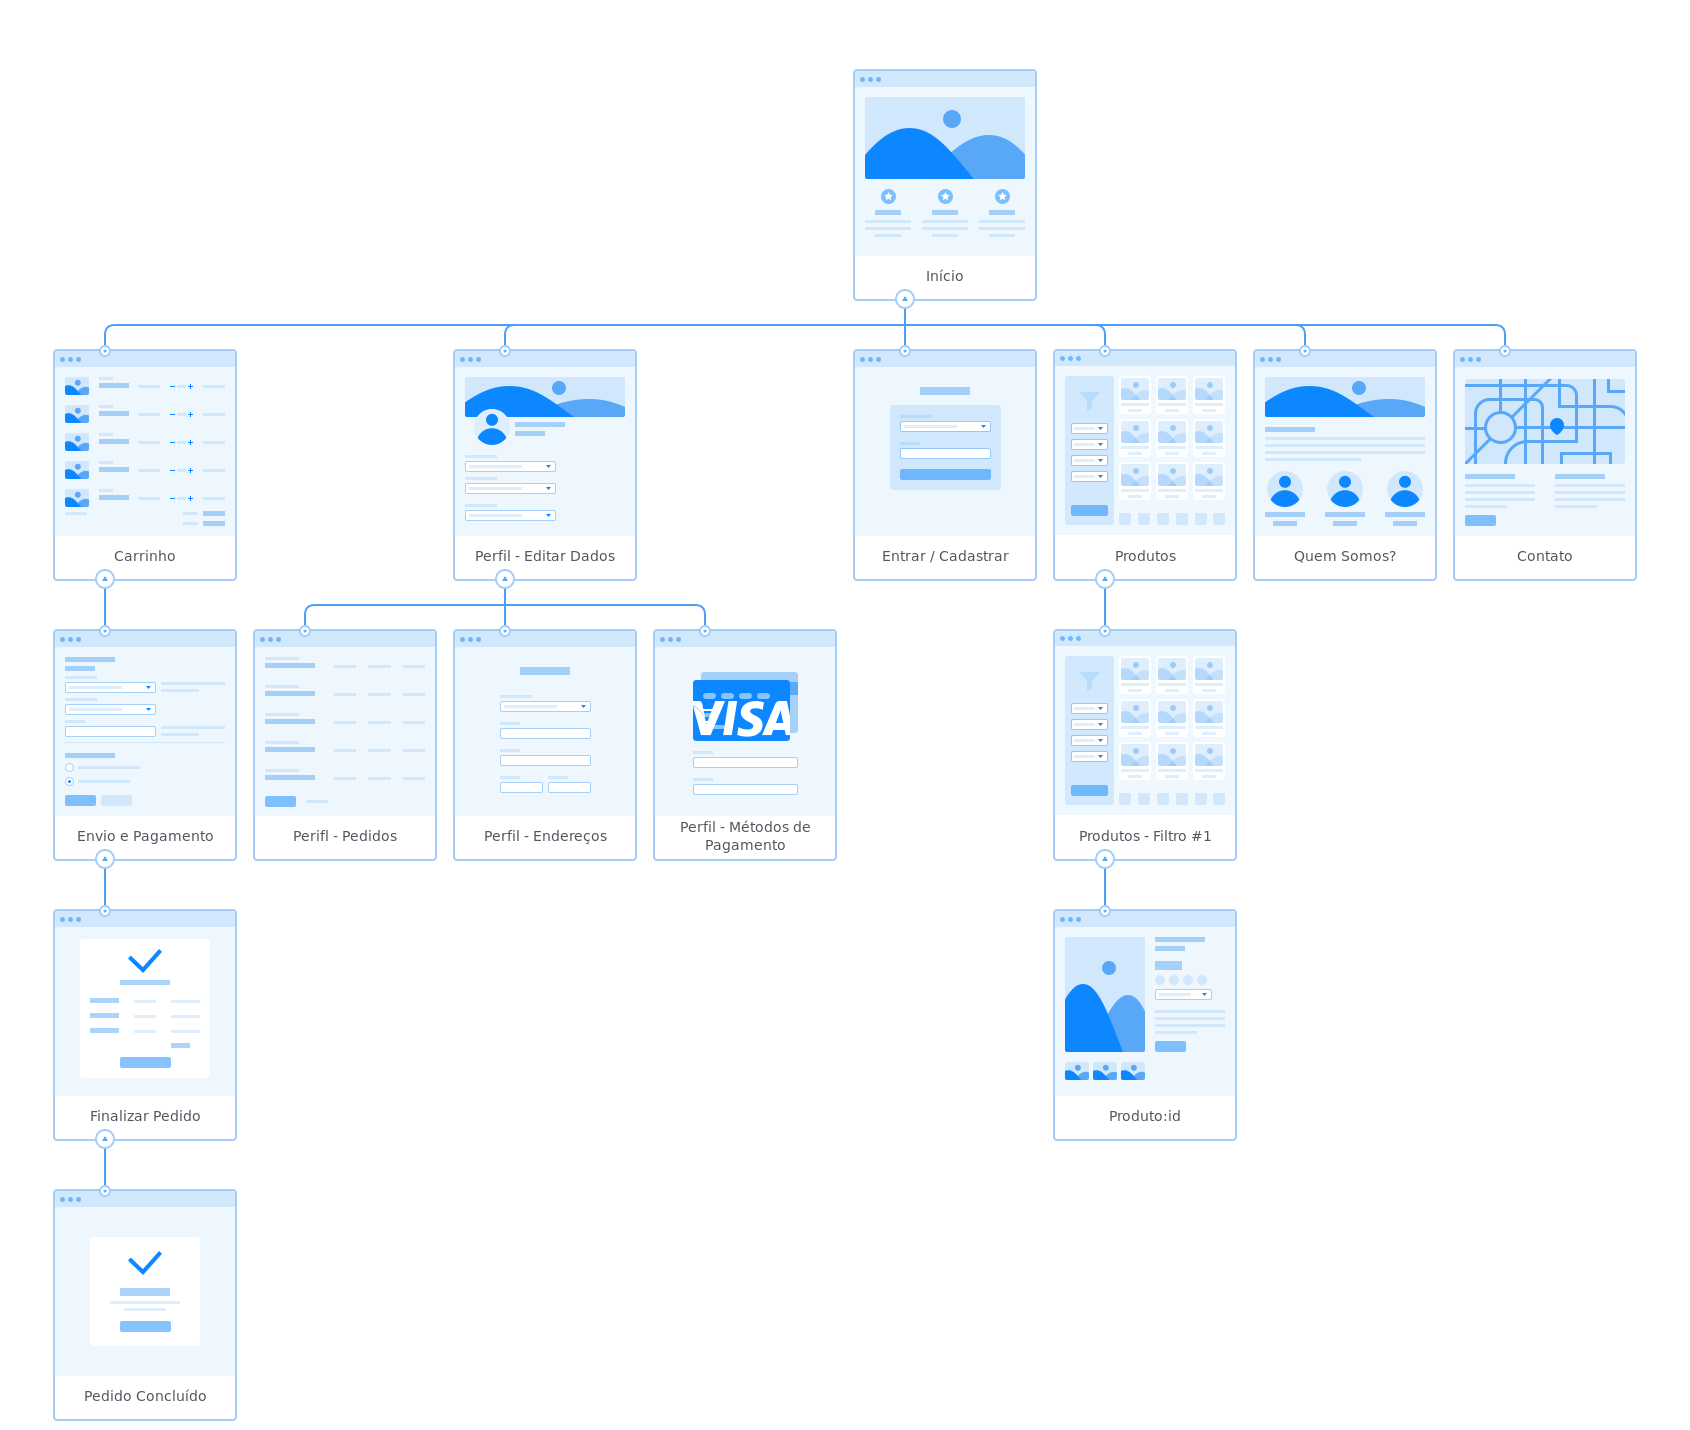 Início
Carrinho
Perfil - Editar Dados
Entrar / Cadastrar
Produtos
Quem Somos?
Contato
Envio e Pagamento
Perifl - Pedidos
Perfil - Endereços
VISA
Perfil - Métodos de
Pagamento
Produtos - Filtro #1
Finalizar Pedido
Produto:id
Pedido Concluído